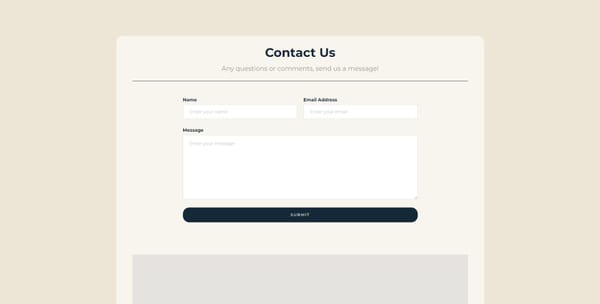 Contact Us
Any questions or comments, send us a message!
Name
Email Address
Enter your name
Enter your email
Message
Enter your message
SUBMIT